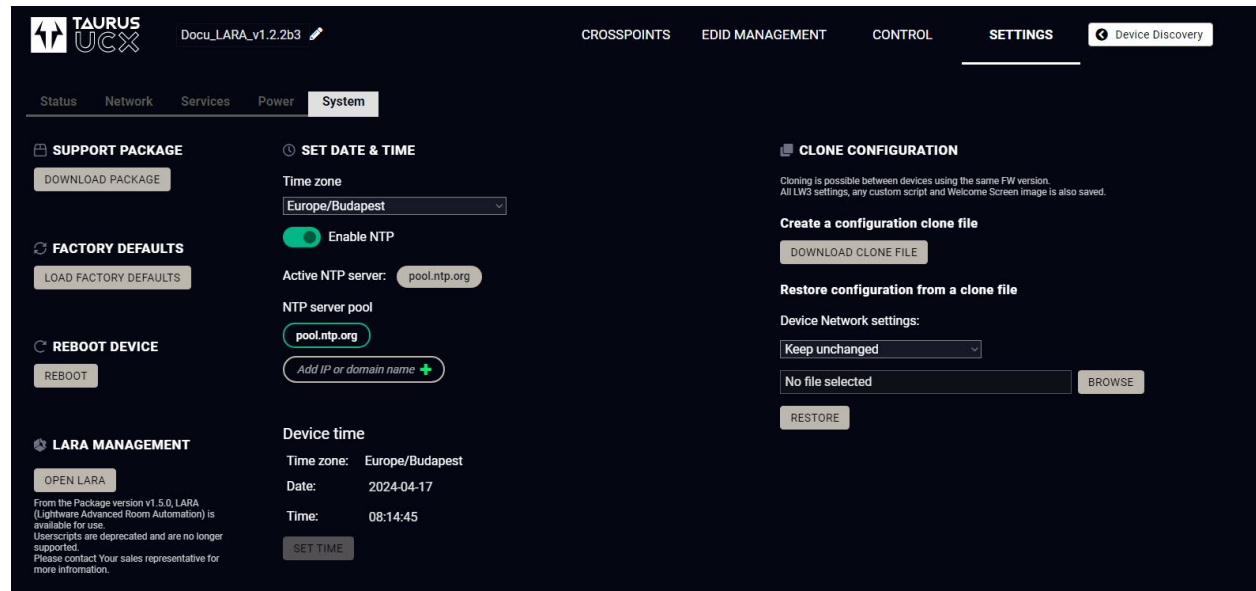 TAURUS
UCX
Docu_LARA_v1.2.2b3
CROSSPOINTS
EDID MANAGEMENT
CONTROL
SETTINGS
Device Discovery
Status
Network
Services
Power
System
SUPPORT PACKAGE
DOWNLOAD PACKAGE
FACTORY DEFAULTS
LOAD FACTORY DEFAULTS
REBOOT DEVICE
REBOOT
LARA MANAGEMENT
OPEN LARA
From the Package version v1.5.0, LARA
(Lightware Advanced Room Automation) is
available for use.
Userscripts are deprecated and are no longer
supported.
Please contact Your sales representative for
more infromation.
SET DATE & TIME
Time zone
Europe/Budapest
Enable NTP
Active NTP server: pool.ntp.org
NTP server pool
pool.ntp.org
Add IP or domain name
Device time
Time zone: Europe/Budapest
Date: 2024-04-17
Time: 08:14:45
SET TIME
CLONE CONFIGURATION
Cloning is possible between devices using the same FW version.
All LW3 settings, any custom script and Welcome Screen image is also saved.
Create a configuration clone file
DOWNLOAD CLONE FILE
Restore configuration from a clone file
Device Network settings:
Keep unchanged
No file selected
BROWSE
RESTORE